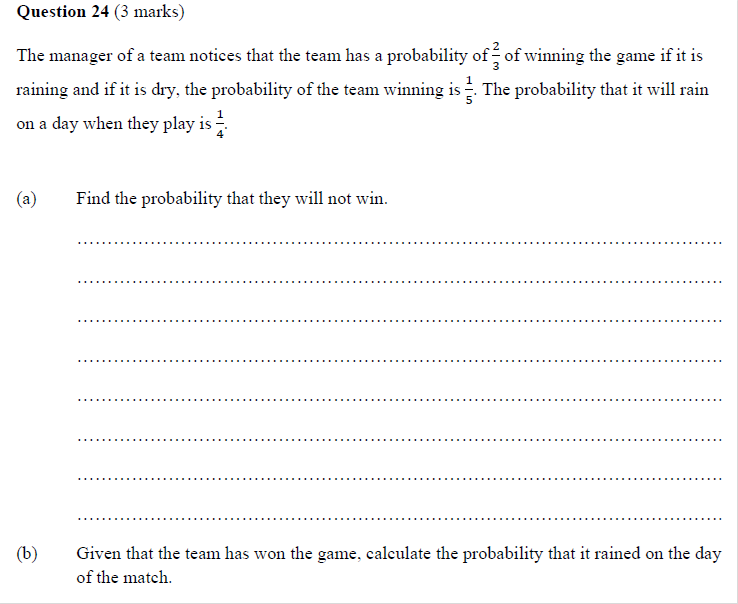 Question 24 (3 marks)
The manager of a team notices that the team has a probability of 2/3 of winning the game if it is
raining and if it is dry, the probability of the team winning is 1/5. The probability that it will rain
on a day when they play is 1/4.
(a) Find the probability that they will not win.
(b) Given that the team has won the game, calculate the probability that it rained on the day
of the match.